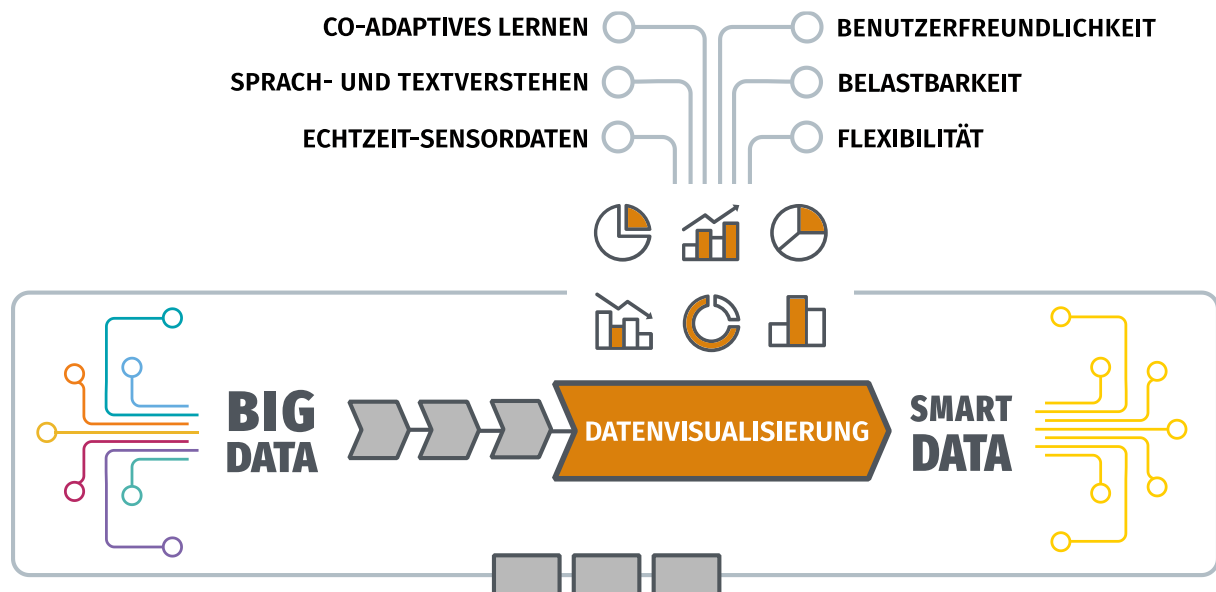 CO-ADAPTIVES LERNEN
BENUTZERFREUNDLICHKEIT
SPRACH- UND TEXTVERSTEHEN
BELASTBARKEIT
ECHTZEIT-SENSORDATEN
FLEXIBILITÄT
BIG
DATA
DATENVISUALISIERUNG
SMART
DATA